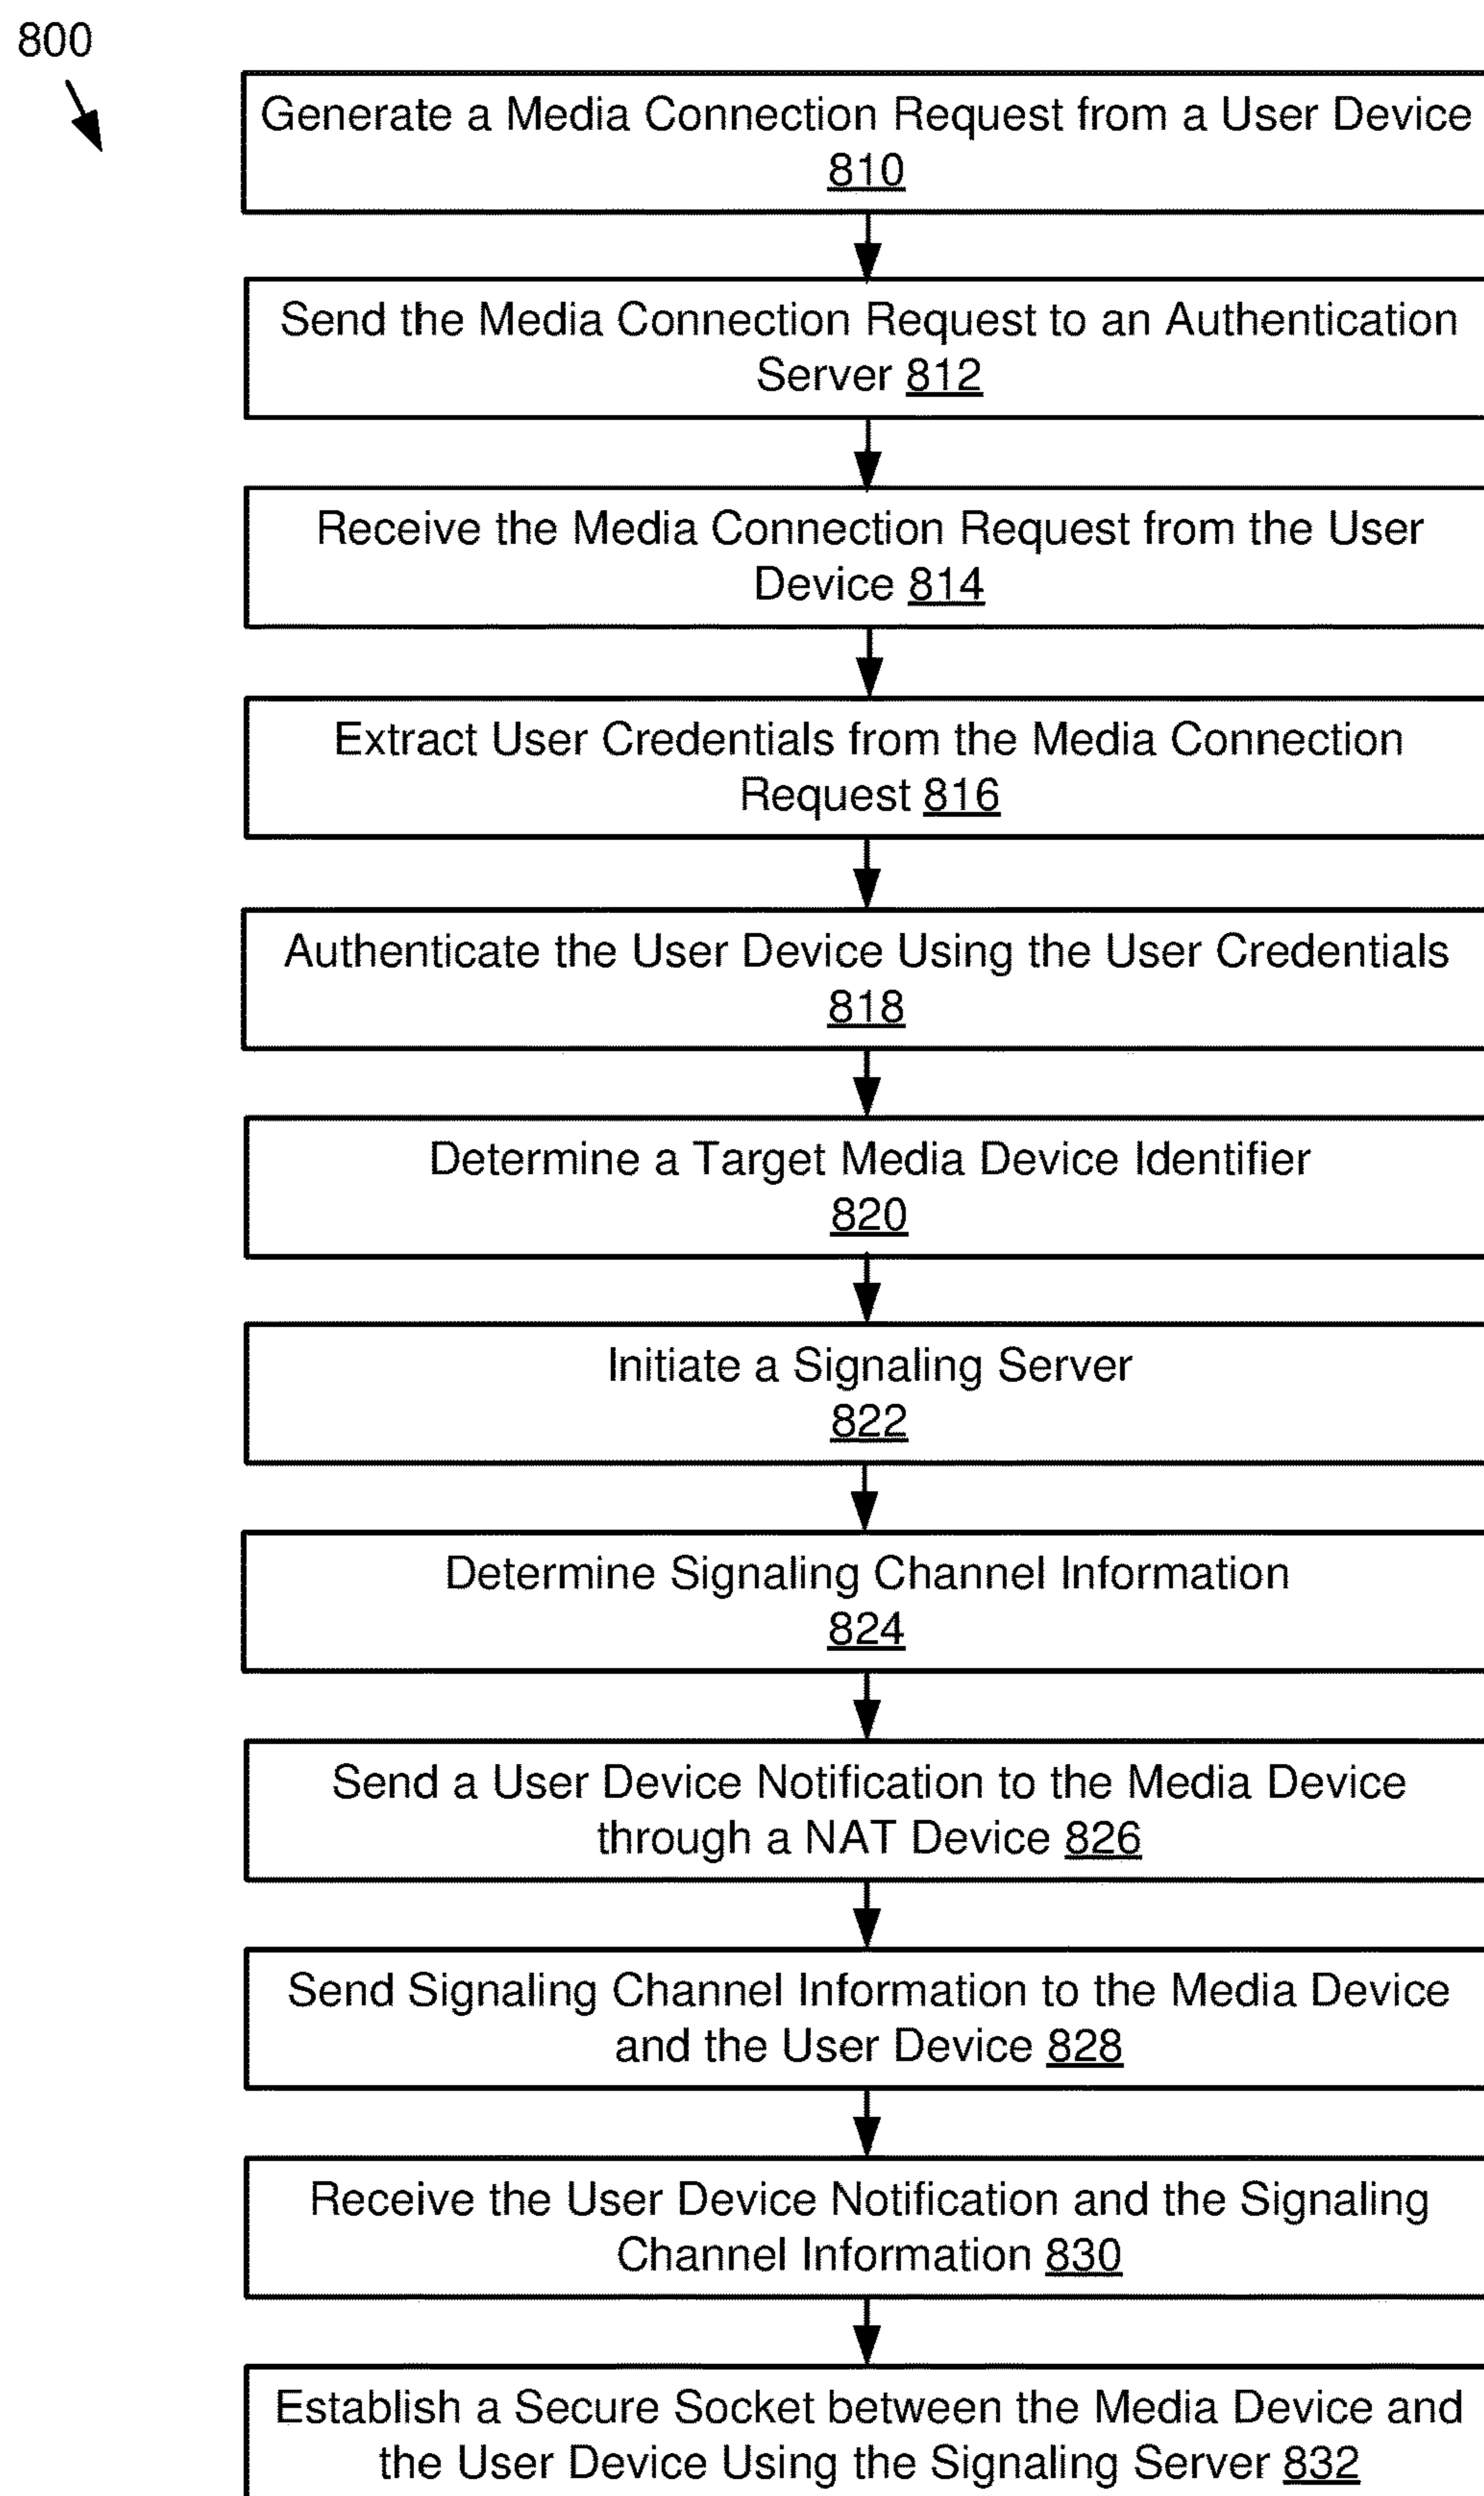 800
Generate a Media Connection Request from a User Device
810
Send the Media Connection Request to an Authentication
Server 812
Receive the Media Connection Request from the User
Device 814
Extract User Credentials from the Media Connection
Request 816
Authenticate the User Device Using the User Credentials
818
Determine a Target Media Device Identifier
820
Initiate a Signaling Server
822
Determine Signaling Channel Information
824
Send a User Device Notification to the Media Device
through a NAT Device 826
Send Signaling Channel Information to the Media Device
and the User Device 828
Receive the User Device Notification and the Signaling
Channel Information 830
Establish a Secure Socket between the Media Device and
the User Device Using the Signaling Server 832